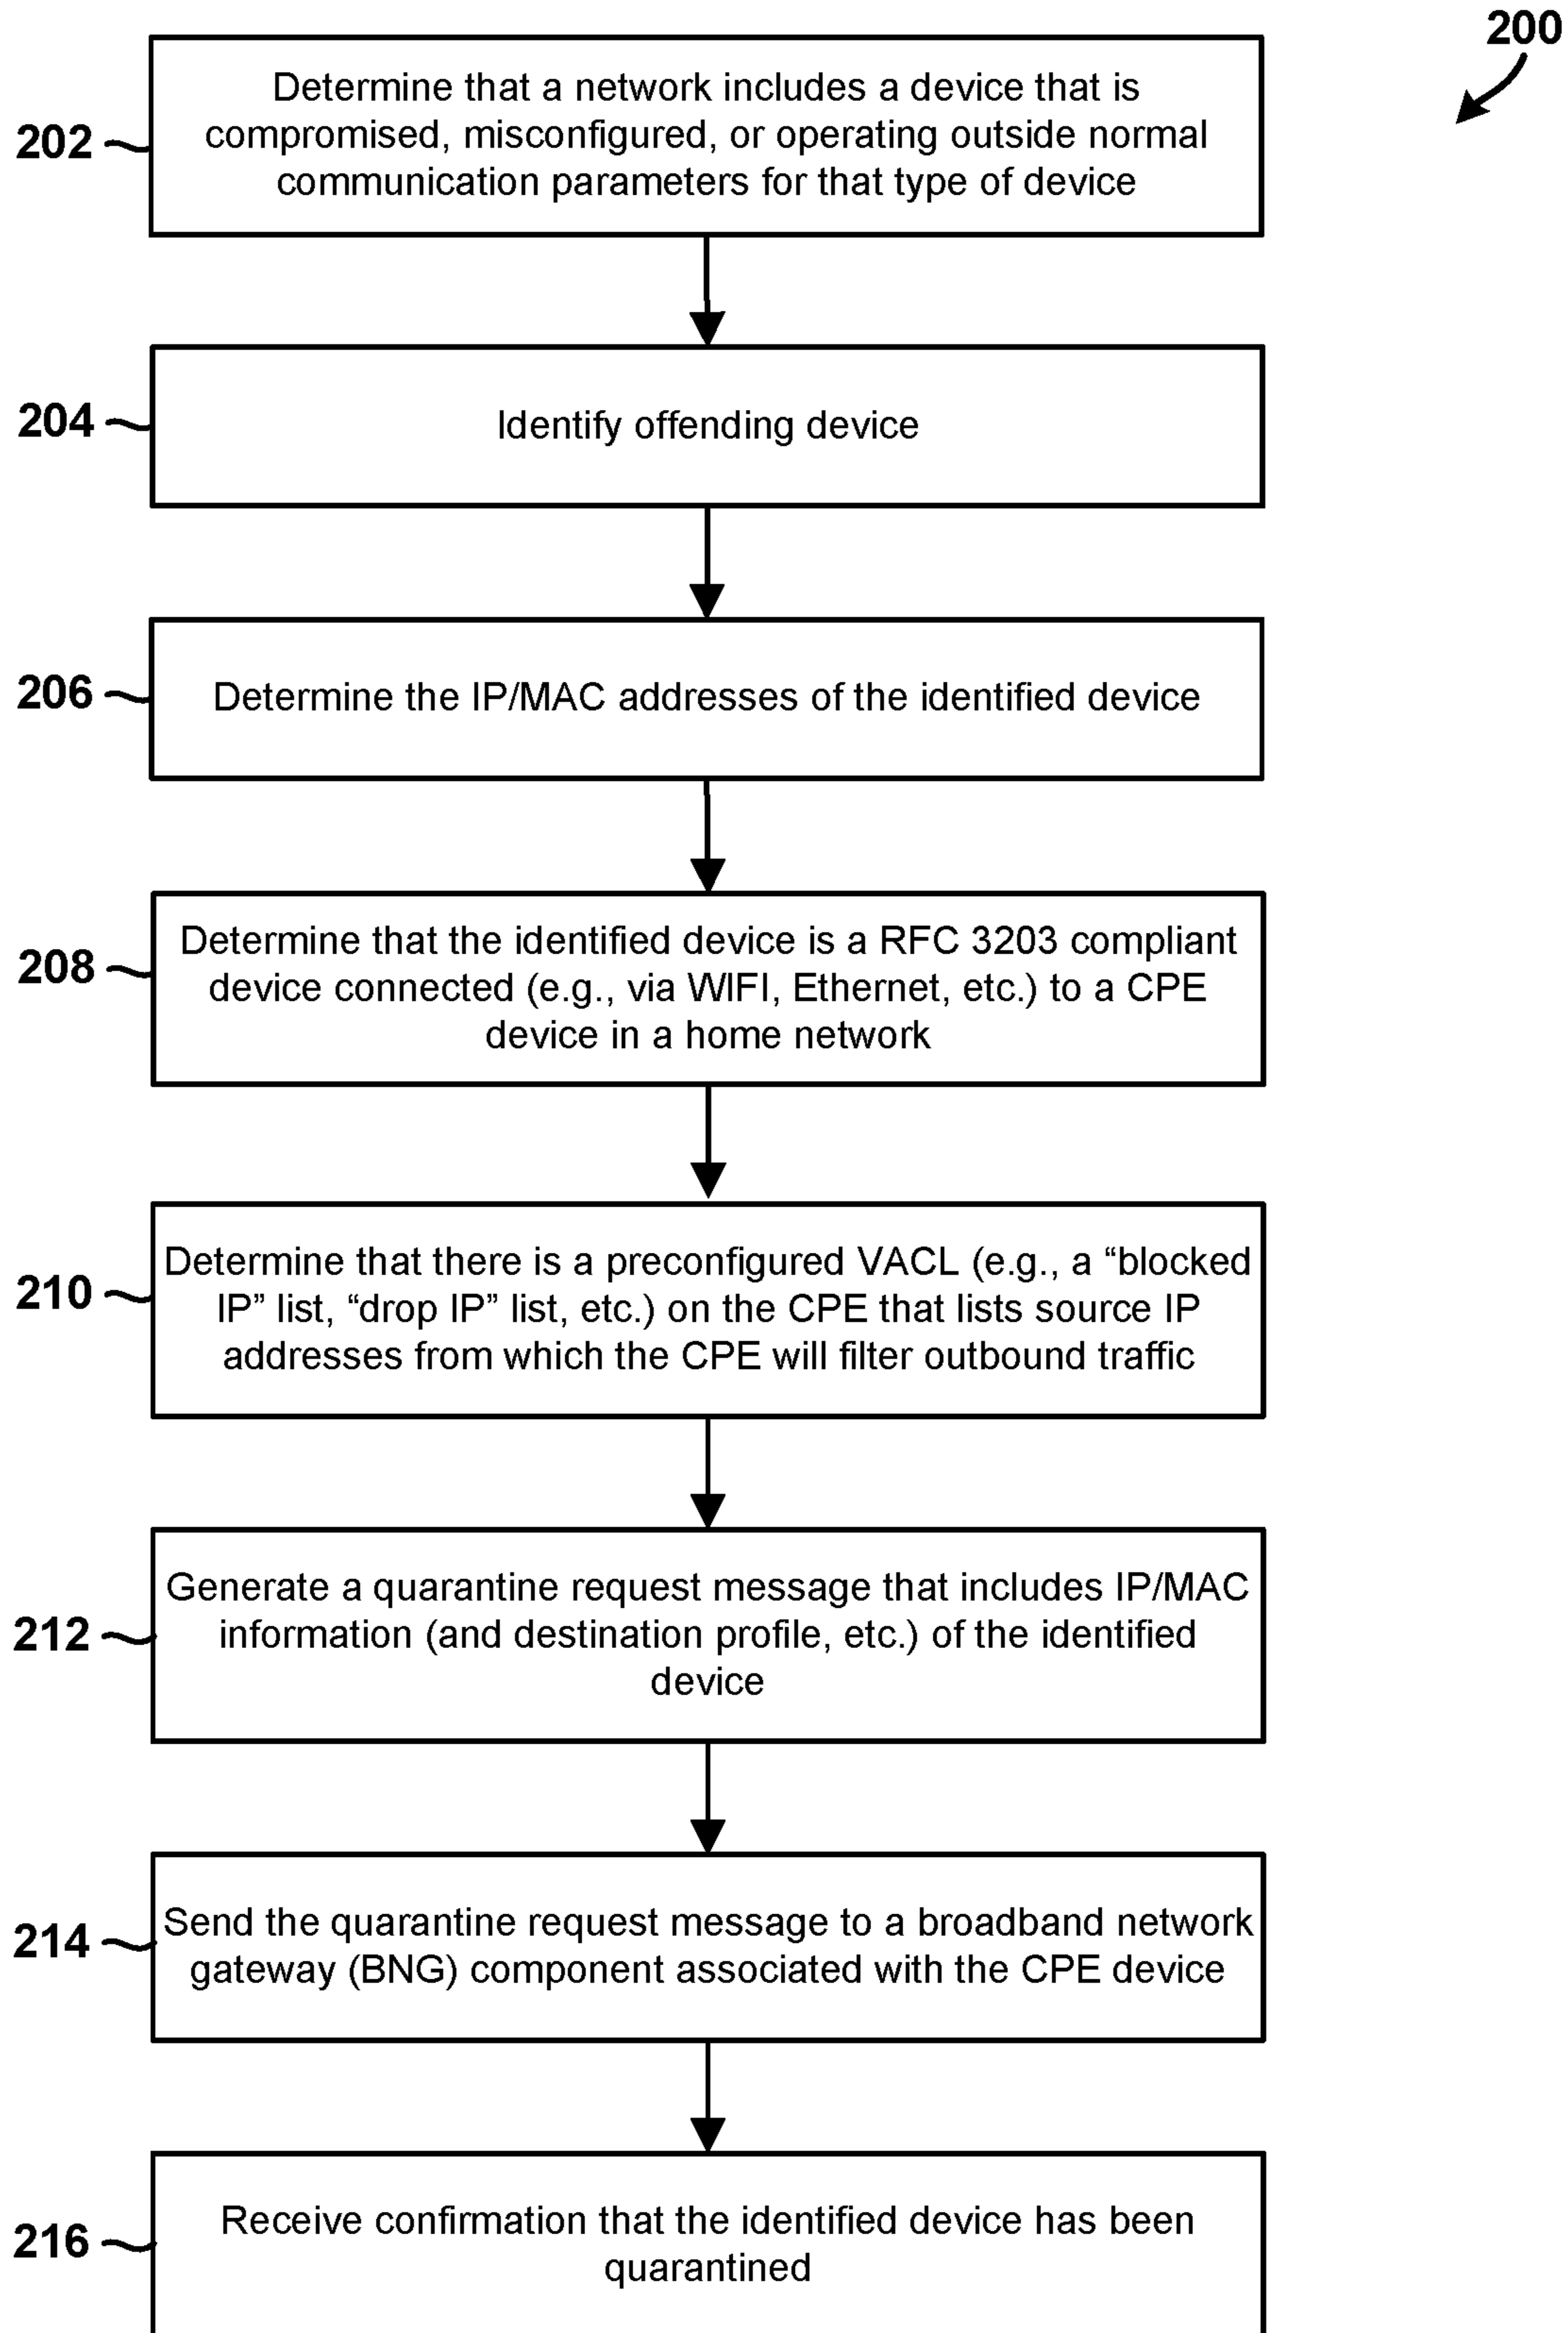 200
Determine that a network includes a device that is
compromised, misconfigured, or operating outside normal
communication parameters for that type of device
202
Identify offending device
204
Determine the IP/MAC addresses of the identified device
206
Determine that the identified device is a RFC 3203 compliant
device connected (e.g., via WIFI, Ethernet, etc.) to a CPE
device in a home network
208
Determine that there is a preconfigured VACL (e.g., a “blocked
IP” list, “drop IP” list, etc.) on the CPE that lists source IP
addresses from which the CPE will filter outbound traffic
210
Generate a quarantine request message that includes IP/MAC
information (and destination profile, etc.) of the identified
device
212
Send the quarantine request message to a broadband network
gateway (BNG) component associated with the CPE device
214
Receive confirmation that the identified device has been
quarantined
216